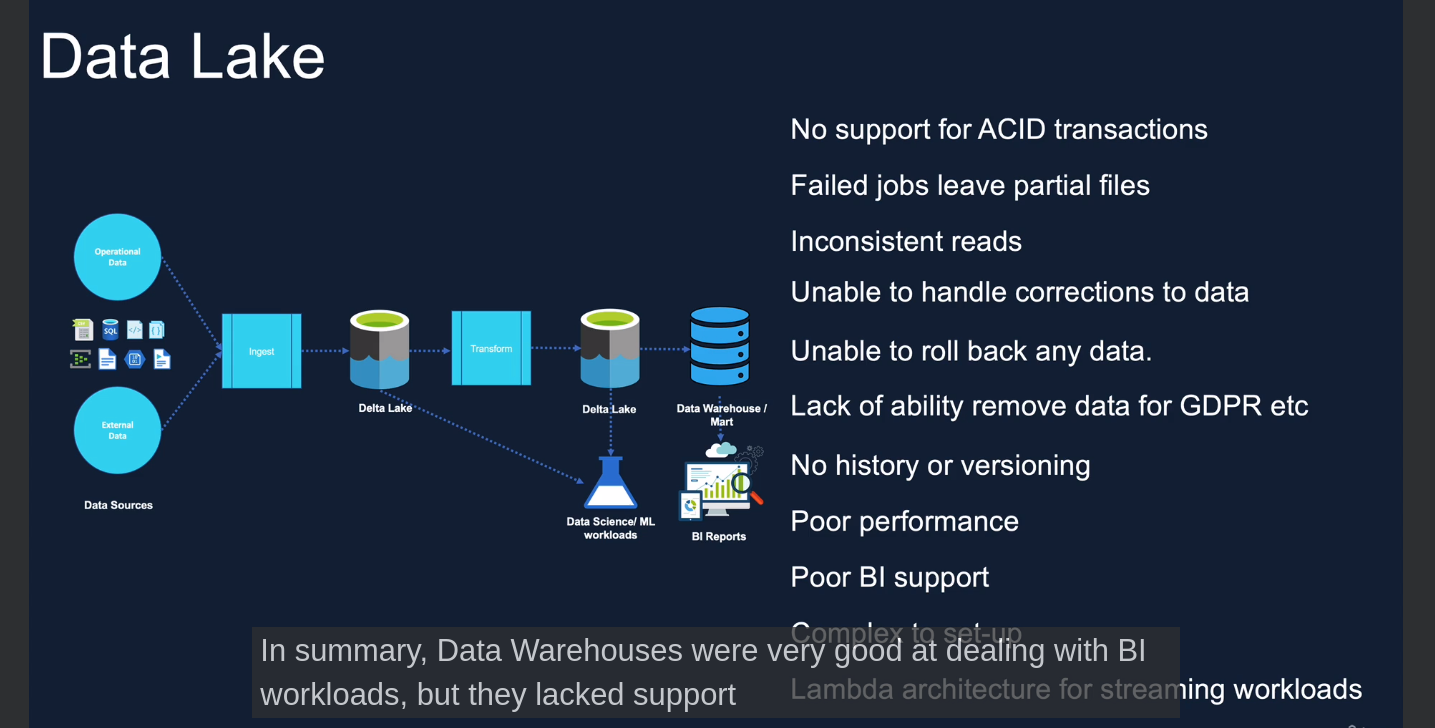 Data Lake
No support for ACID transactions
Failed jobs leave partial files
Inconsistent reads
Unable to handle corrections to data
Unable to roll back any data.
Lack of ability remove data for GDPR etc
No history or versioning
Poor performance
Poor BI support
Complex to set-up
Lambda architecture for streaming workloads
Operational
Data
SQL
External
Data
Data Sources
Ingest
Delta Lake
Transform
Delta Lake
Data Warehouse /
Mart
Data Science/ ML
workloads
BI Reports
In summary, Data Warehouses were very good at dealing with BI
workloads, but they lacked support